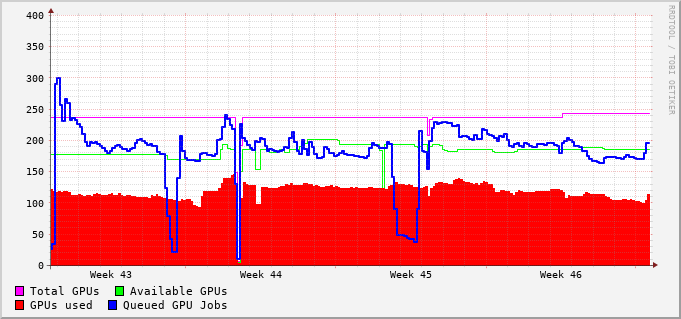 400
350
300
250
200
150
100
50
0
Week 43 Week 44 Week 45 Week 46
Total GPUs Available GPUs
GPUs used Queued GPU Jobs
RRDTOOL / TOBI OETIKER